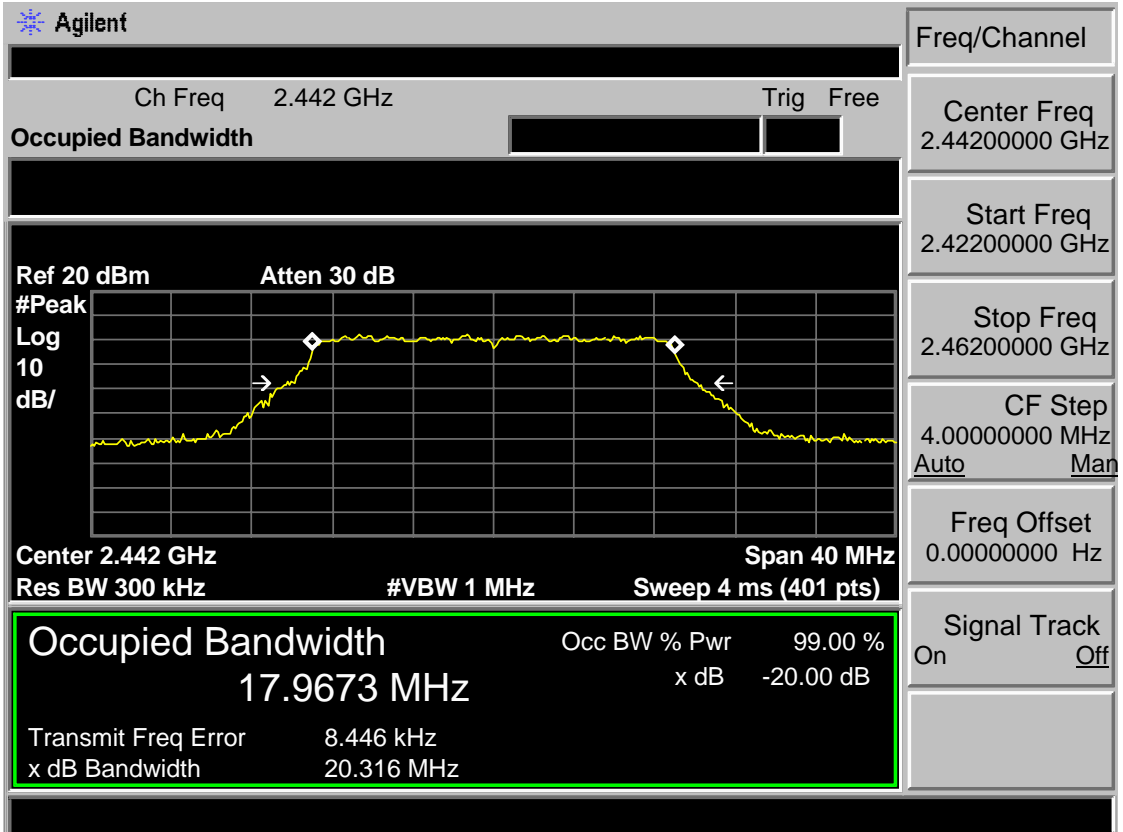 Agilent
Freq/Channel
Ch Freq 2.442 GHz Trig Free
Occupied Bandwidth
Center Freq
2.44200000 GHz
Start Freq
2.42200000 GHz
Stop Freq
2.46200000 GHz
CF Step
4.00000000 MHz
Auto Man
Freq Offset
0.00000000 Hz
Signal Track
On Off
Ref 20 dBm Atten 30 dB
#Peak
Log
10
dB/
Center 2.442 GHz Span 40 MHz
Res BW 300 kHz #VBW 1 MHz Sweep 4 ms (401 pts)
Occupied Bandwidth Occ BW % Pwr 99.00 %
17.9673 MHz x dB -20.00 dB
Transmit Freq Error 8.446 kHz
x dB Bandwidth 20.316 MHz